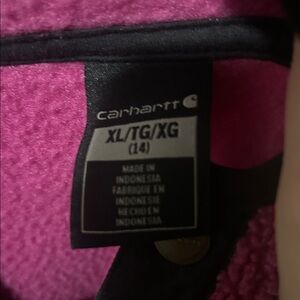 carhartt
XL/TG/XG
(14)
MADE IN
INDONESIA
FABRIQUE EN
INDONESIE
HECHO EN
INDONESIA